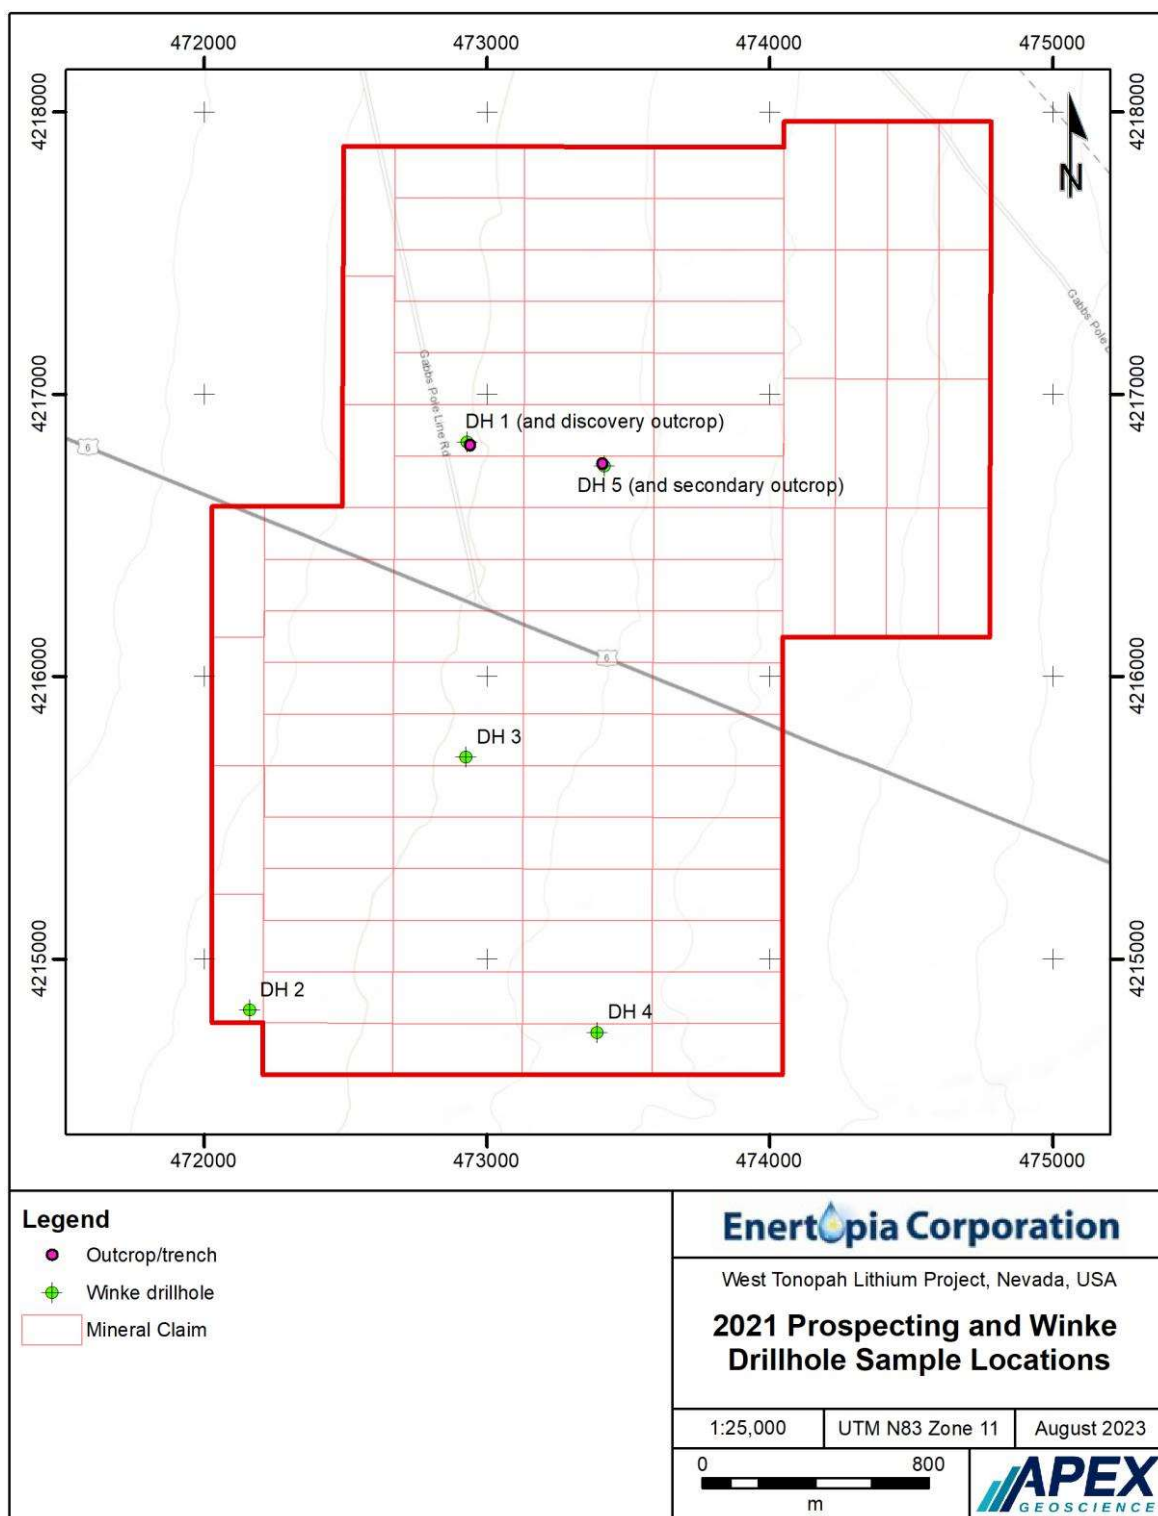 472000
473000
474000
475000
4218000
4218000
N
Gabbs Pole L
4217000
4217000
Gabbs Pole Line Rd
DH 1 (and discovery outcrop)
6
DH 5 (and secondary outcrop)
6
4216000
4216000
DH 3
4215000
4215000
DH 2
DH 4
472000
473000
474000
475000
Legend
Outcrop/trench
Winke drillhole
Mineral Claim
Enertopia Corporation
West Tonopah Lithium Project, Nevada, USA
2021 Prospecting and Winke
Drillhole Sample Locations
1:25,000
UTM N83 Zone 11
August 2023
0
800
m
APEX
GEOSCIENCE